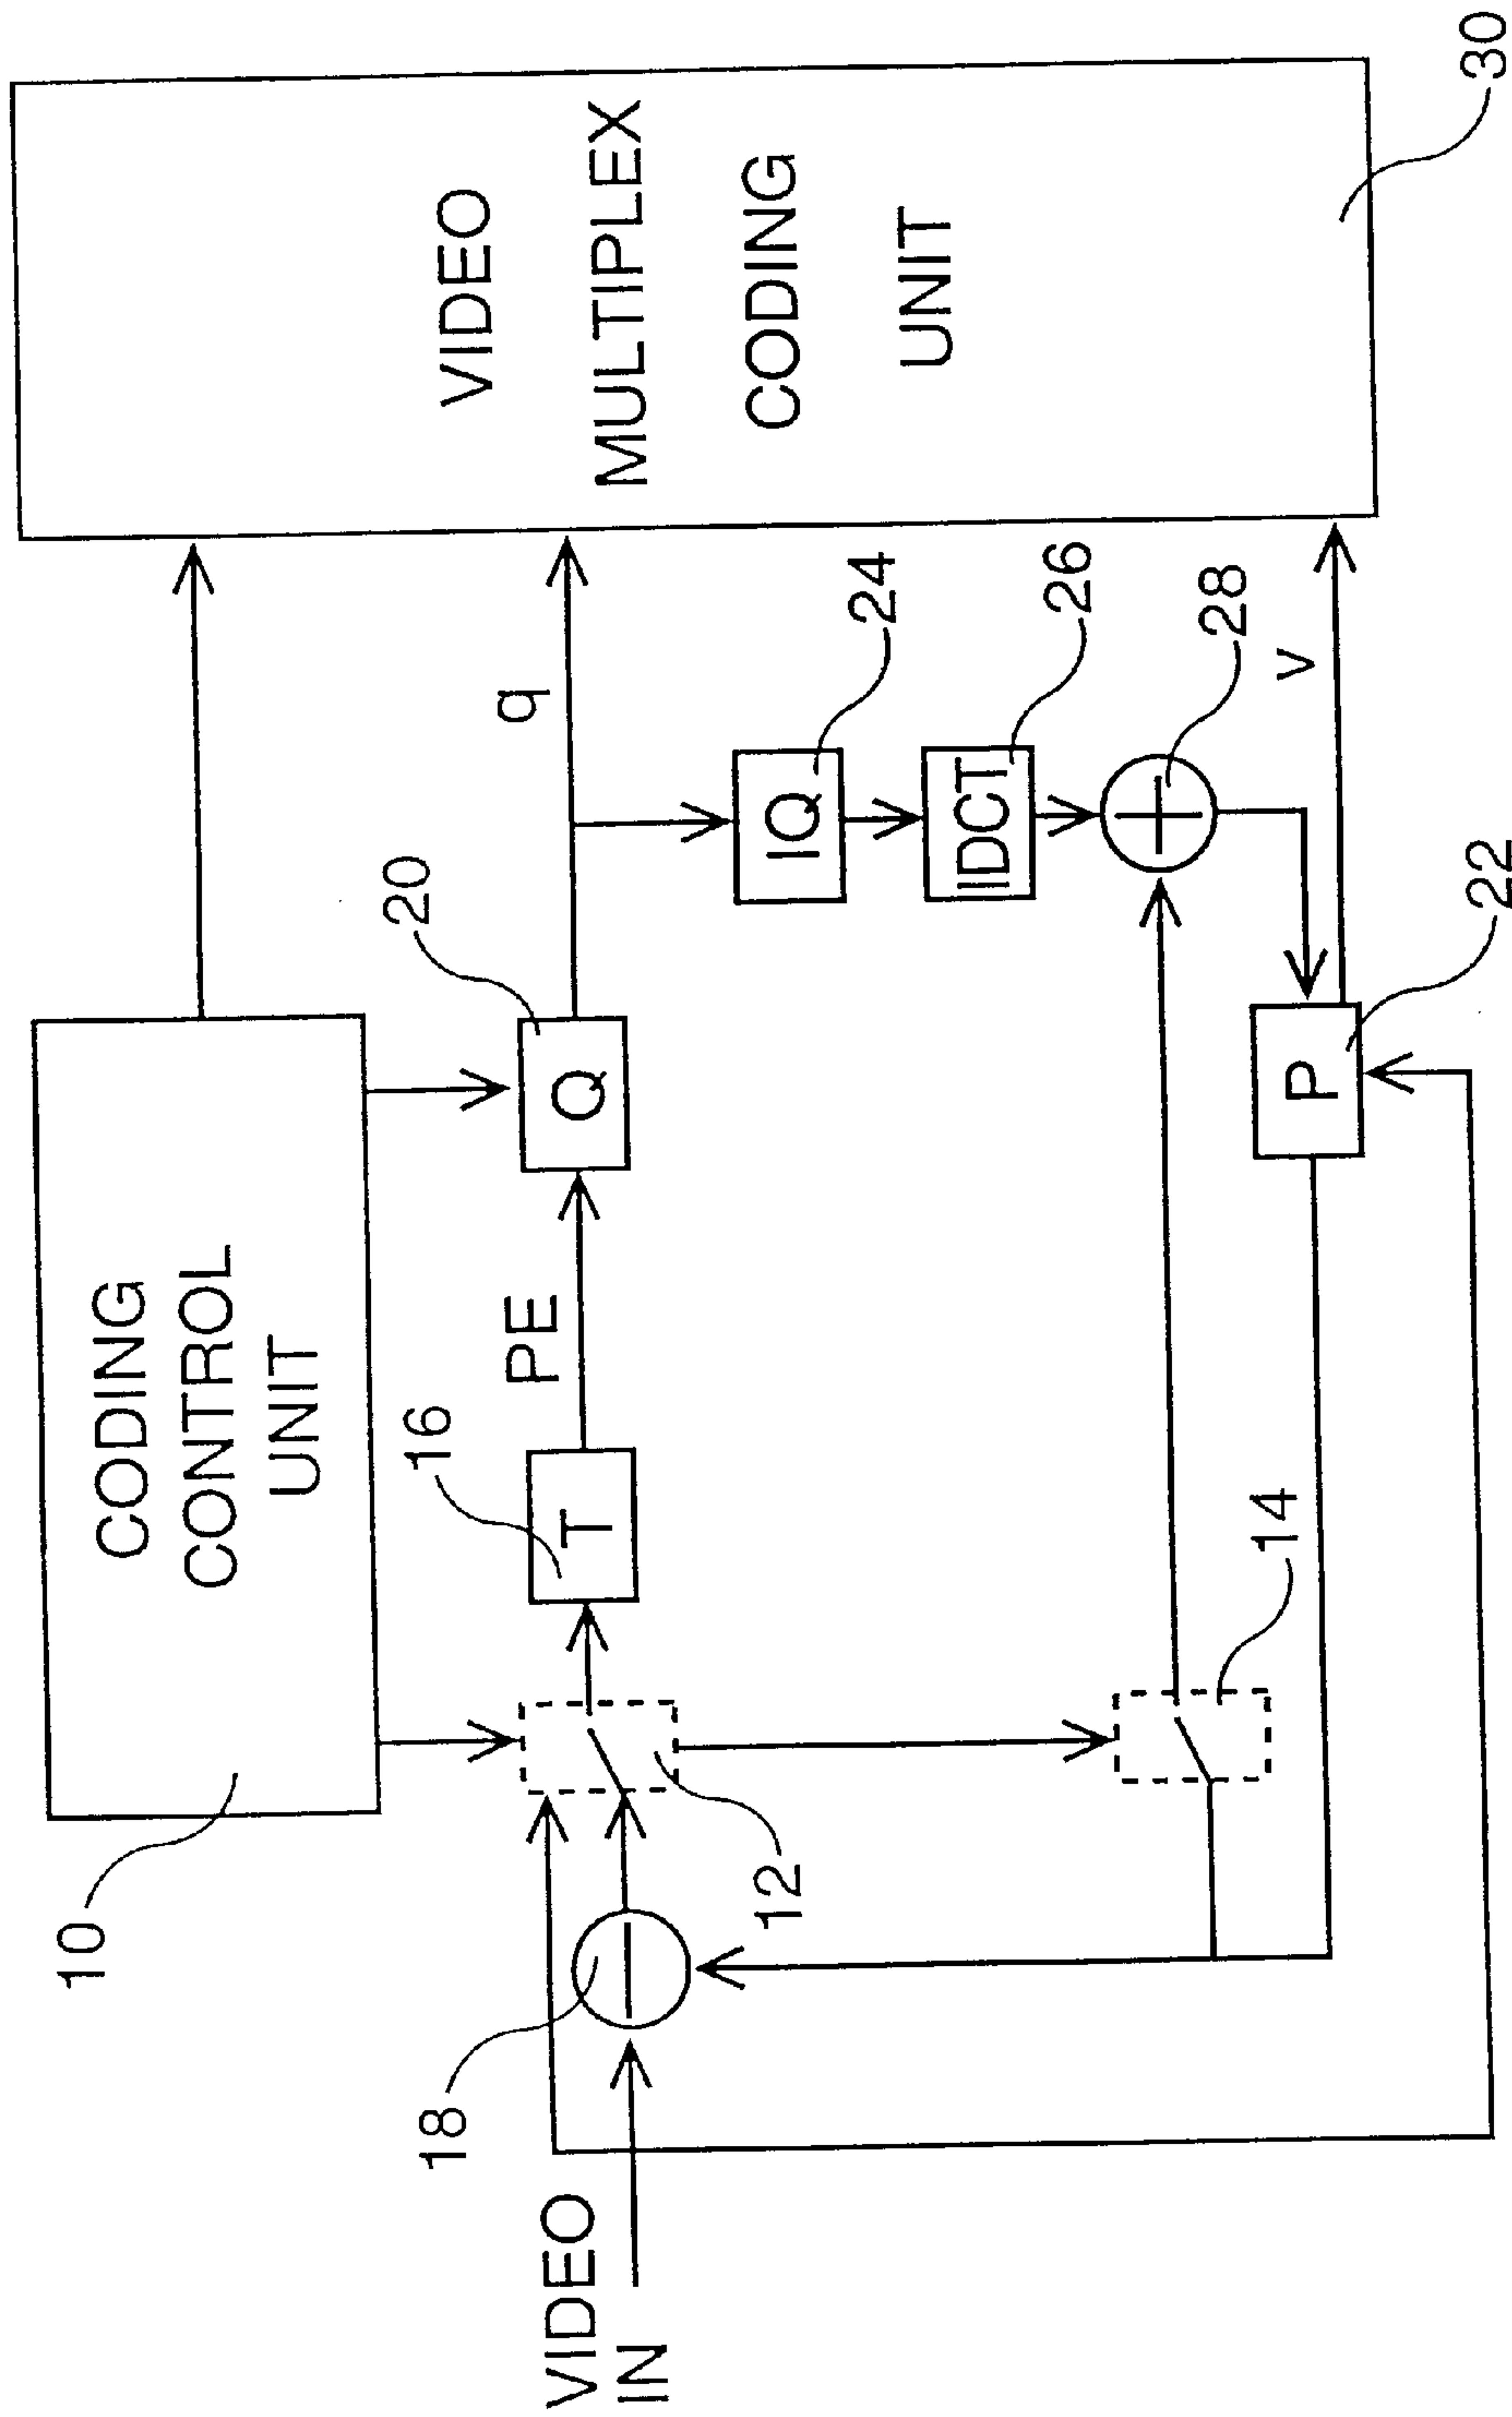 CODING
CONTROL
UNIT
VIDEO
MULTIPLEX
CODING
UNIT
10
20
16
PE
q
T
Q
18
VIDEO
IN
12
24
IQ
26
IDCT
28
14
v
P
22
30